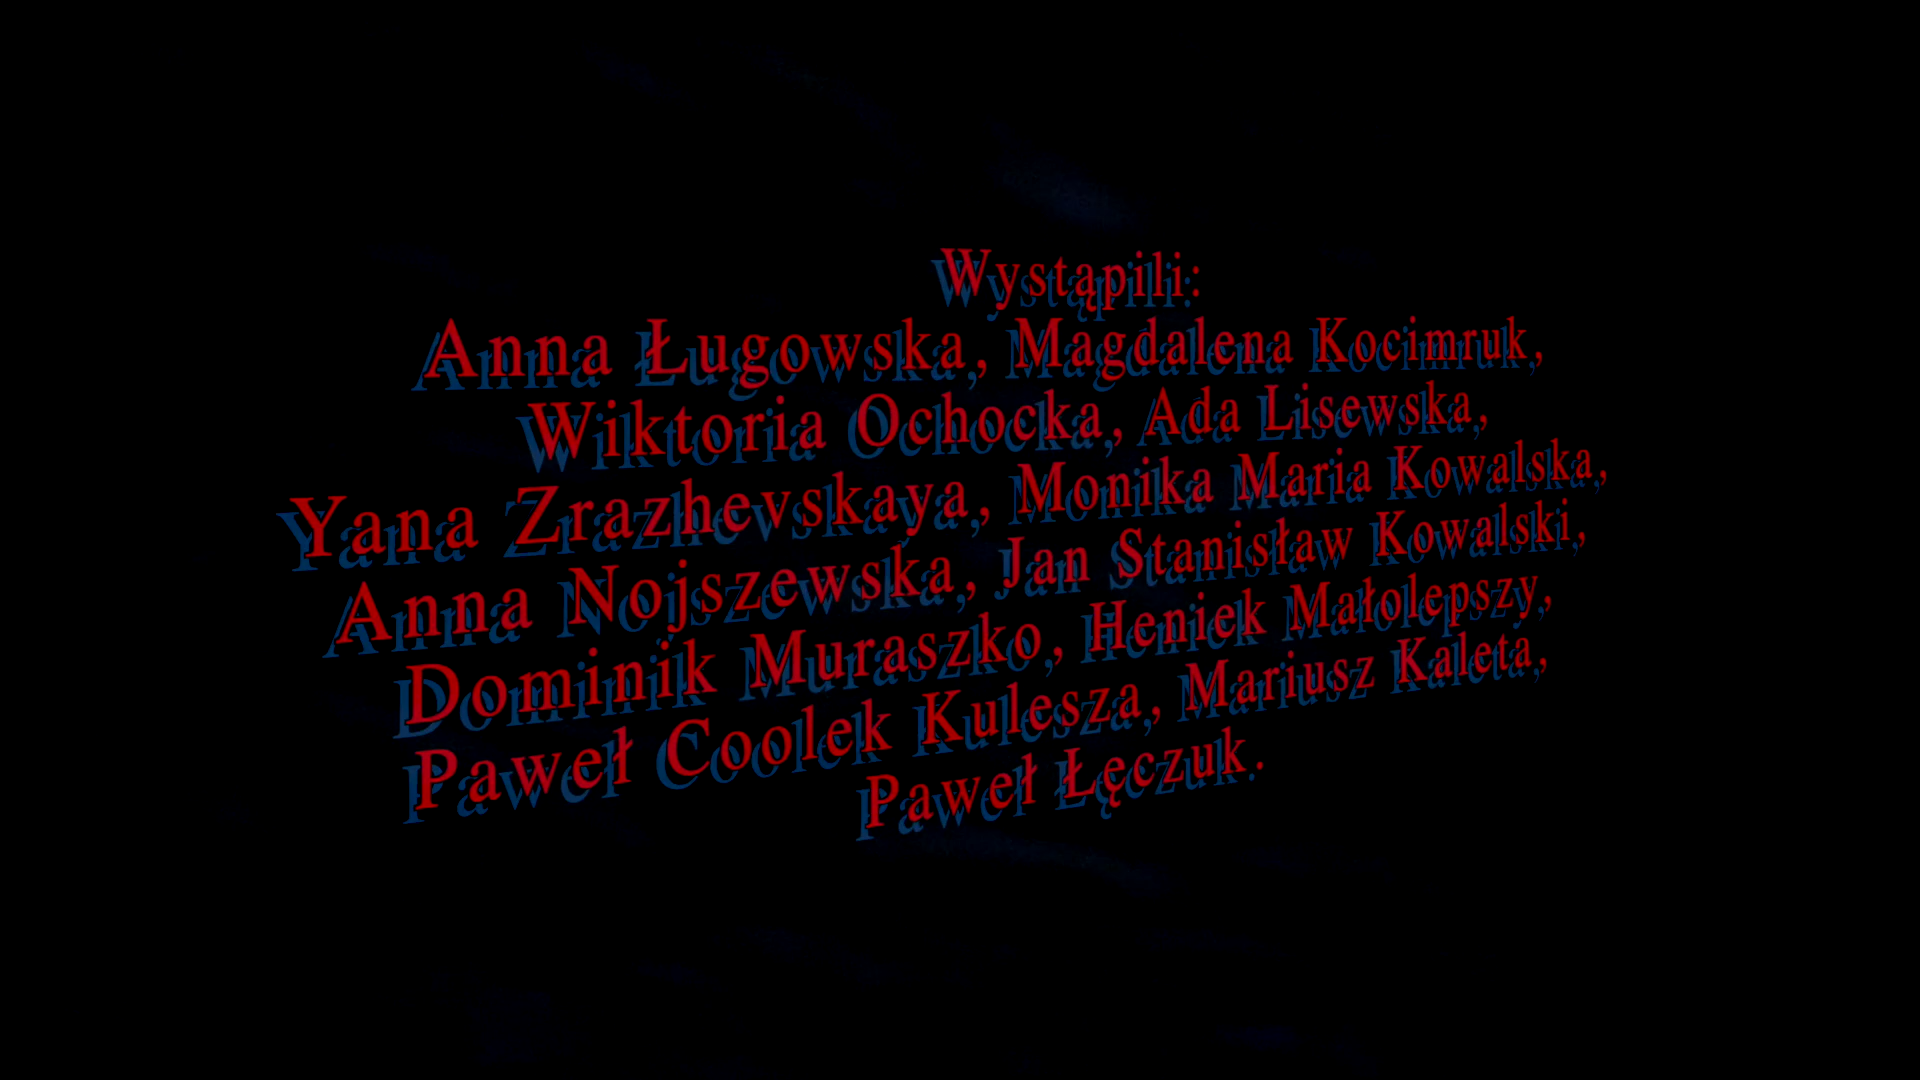 Wystąpili:
Anna Ługowska, Magdalena Kocimruk,
Wiktoria Ochocka, Ada Lisewska,
Yana Zrazhevskaya, Monika Maria Kowalska,
Anna Nojszewska, Jan Stanisław Kowalski,
Dominik Muraszko, Heniek Małolepszy,
Paweł Coolek Kulesza, Mariusz Kaleta,
Paweł Łęczuk.